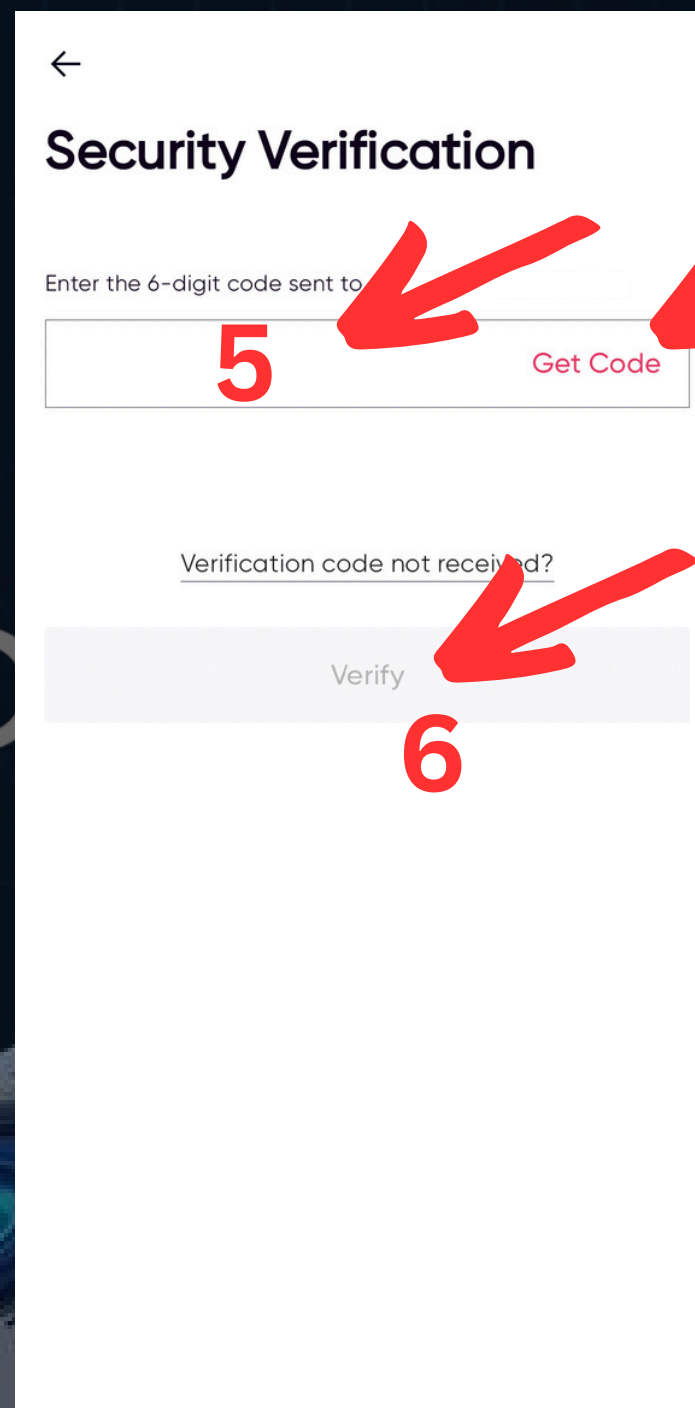 Security Verification
Enter the 6-digit code sent to
5
Get Code
Verification code not received?
Verify
6